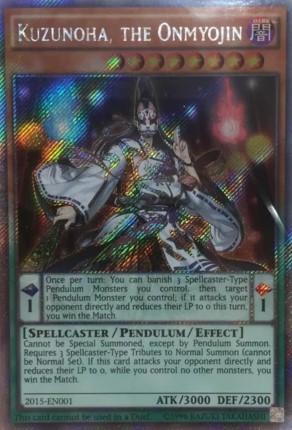 KUZUNOHA, THE ONMYOJIN
DARK
闇
Once per turn: You can banish 3 Spellcaster-Type
Pendulum Monsters you control, then target
1 Pendulum Monster you control; if it attacks your
opponent directly and reduces their LP to 0 this turn,
you win the Match.
1
1
[SPELLCASTER / PENDULUM / EFFECT]
Cannot be Special Summoned, except by Pendulum Summon.
Requires 3 Spellcaster-Type Tributes to Normal Summon (cannot
be Normal Set). If this card attacks your opponent directly and
reduces their LP to 0, while you control no other monsters, you
win the Match.
ATK/3000 DEF/2300
2015-EN001
This card cannot be used in a Duel.
©1996 KAZUKI TAKAHASHI